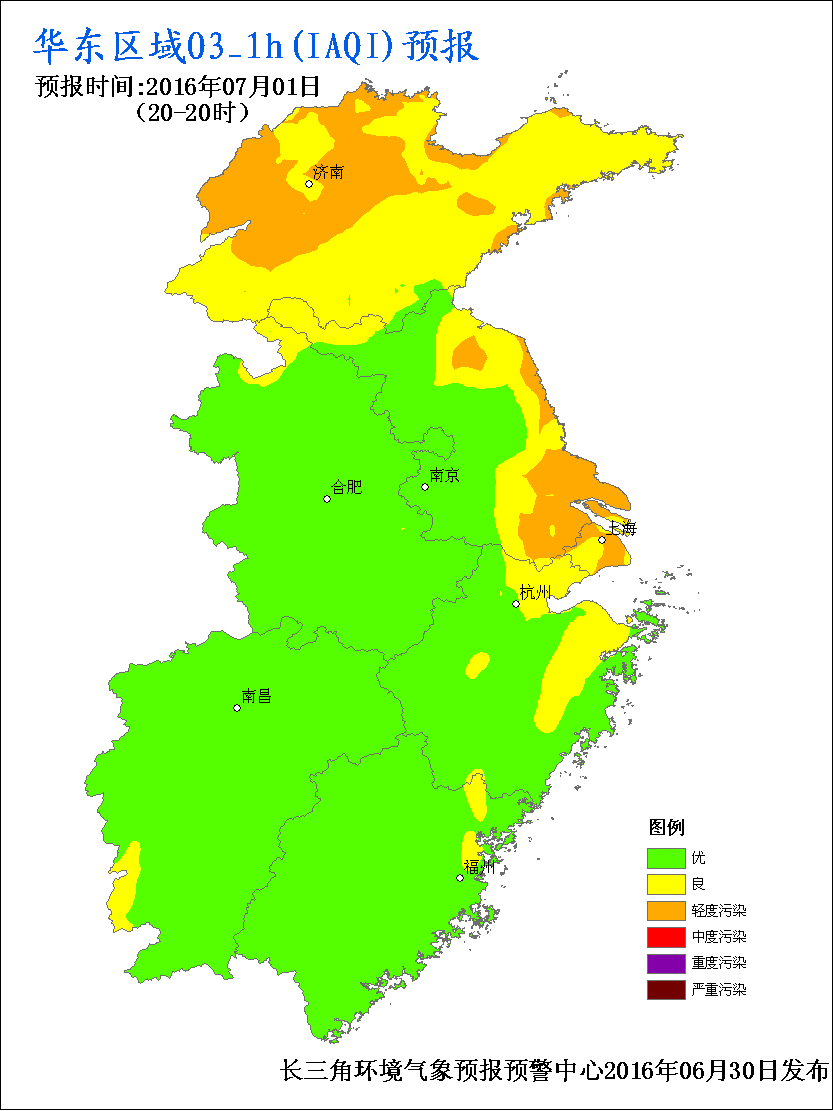 华东区域O3_1h(IAQI)预报
预报时间:2016年07月01日
(20-20时)
济南
南京
合肥
上海
杭州
南昌
福州
图例
优
良
轻度污染
中度污染
重度污染
严重污染
长三角环境气象预报预警中心2016年06月30日发布